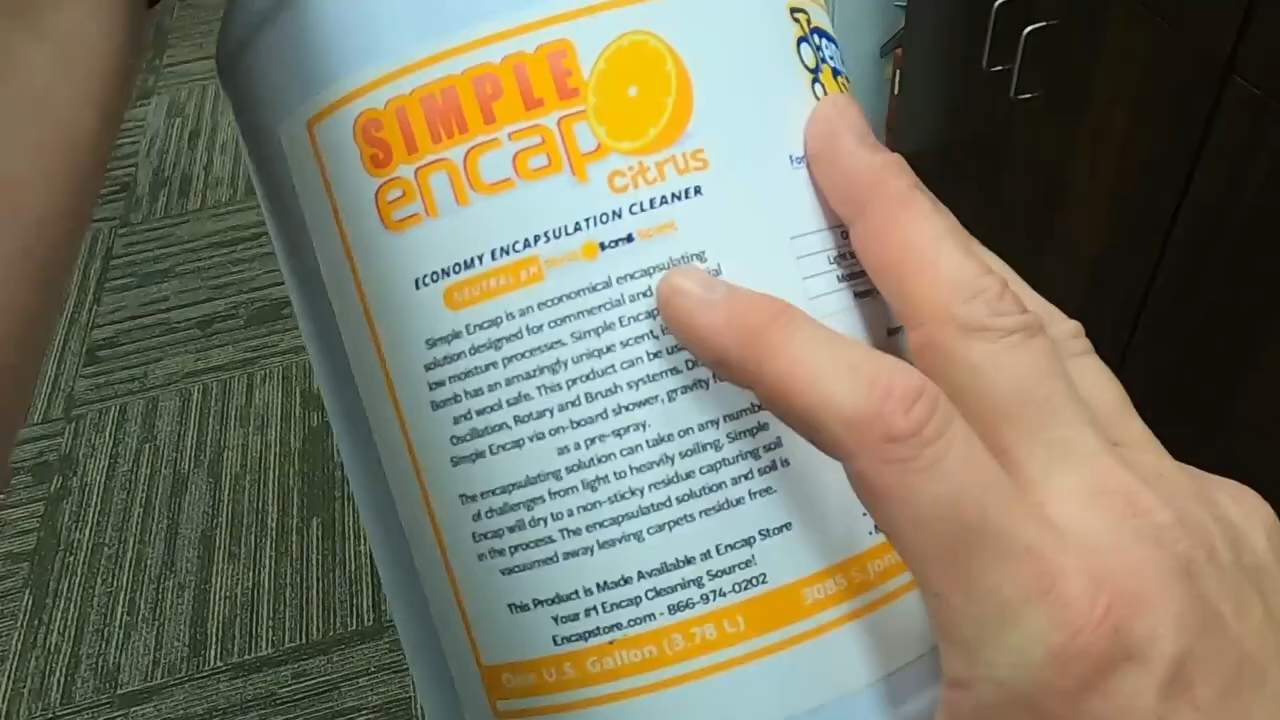 SIMPLE
encap
citrus
ECONOMY ENCAPSULATION CLEANER
NEUTRAL pH Bomb Scent
Simple Encap is an economical encapsulating
solution designed for commercial and
low moisture processes. Simple Encap
Bomb has an amazingly unique scent,
and wool safe. This product can be
Oscillation, Rotary and Brush systems.
Simple Encap via on-board shower, gravity
as a pre-spray.
The encapsulating solution can take on any
of challenges from light to heavily soiling. Simple
Encap will dry to a non-sticky residue capturing soil
in the process. The encapsulated solution and soil is
vacuumed away leaving carpets residue free.
This Product is Made Available at Encap Store
Your #1 Encap Cleaning Source!
Encapstore.com - 866-974-0202
One U.S. Gallon (3.78 L)
3085 S.